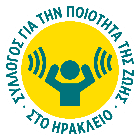 ΣΥΛΛΟΓΟΣ ΓΙΑ ΤΗΝ ΠΟΙΟΤΗΤΑ ΤΗΣ ΖΩΗΣ
· ΣΤΟ ΗΡΑΚΛΕΙΟ ·